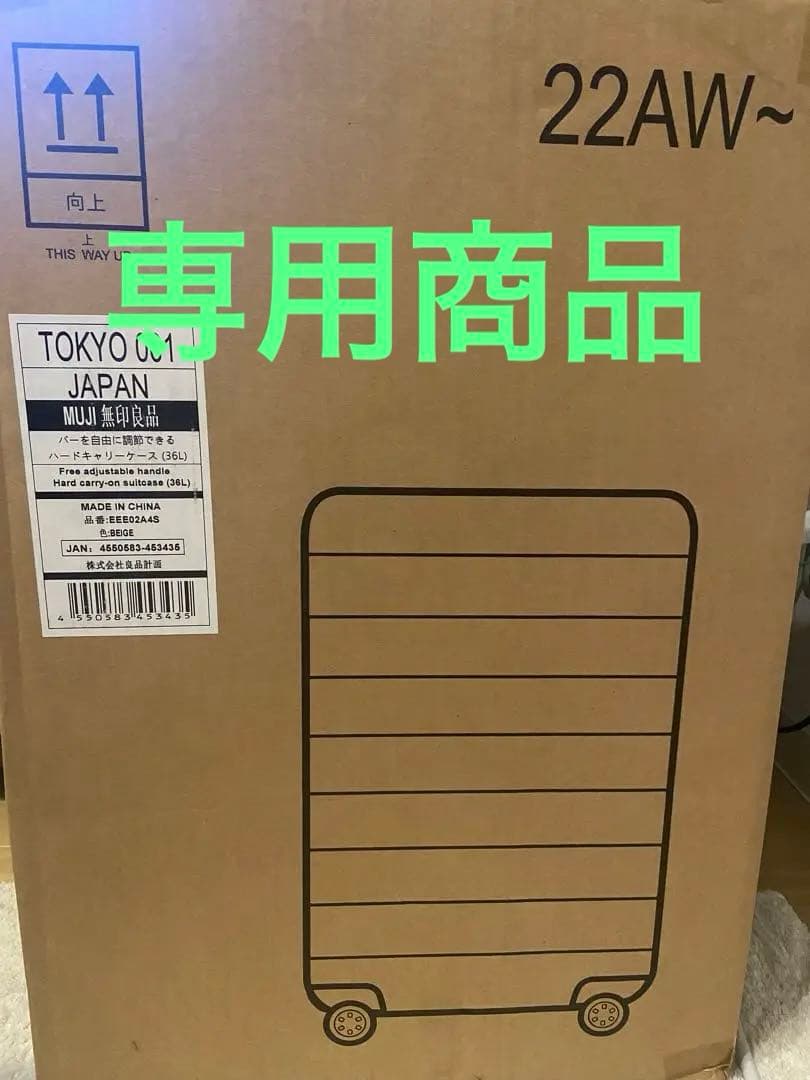 22AW~
向上
上
THIS WAY UP
専用商品
TOKYO 001
JAPAN
MUJI 無印良品
バーを自由に調節できる
ハードキャリーケース (36L)
Free adjustable handle
Hard carry-on suitcase (36L)
MADE IN CHINA
品番:EEE02A4S
色:BEIGE
JAN: 4550583-453435
株式会社良品計画
4 550583 453435